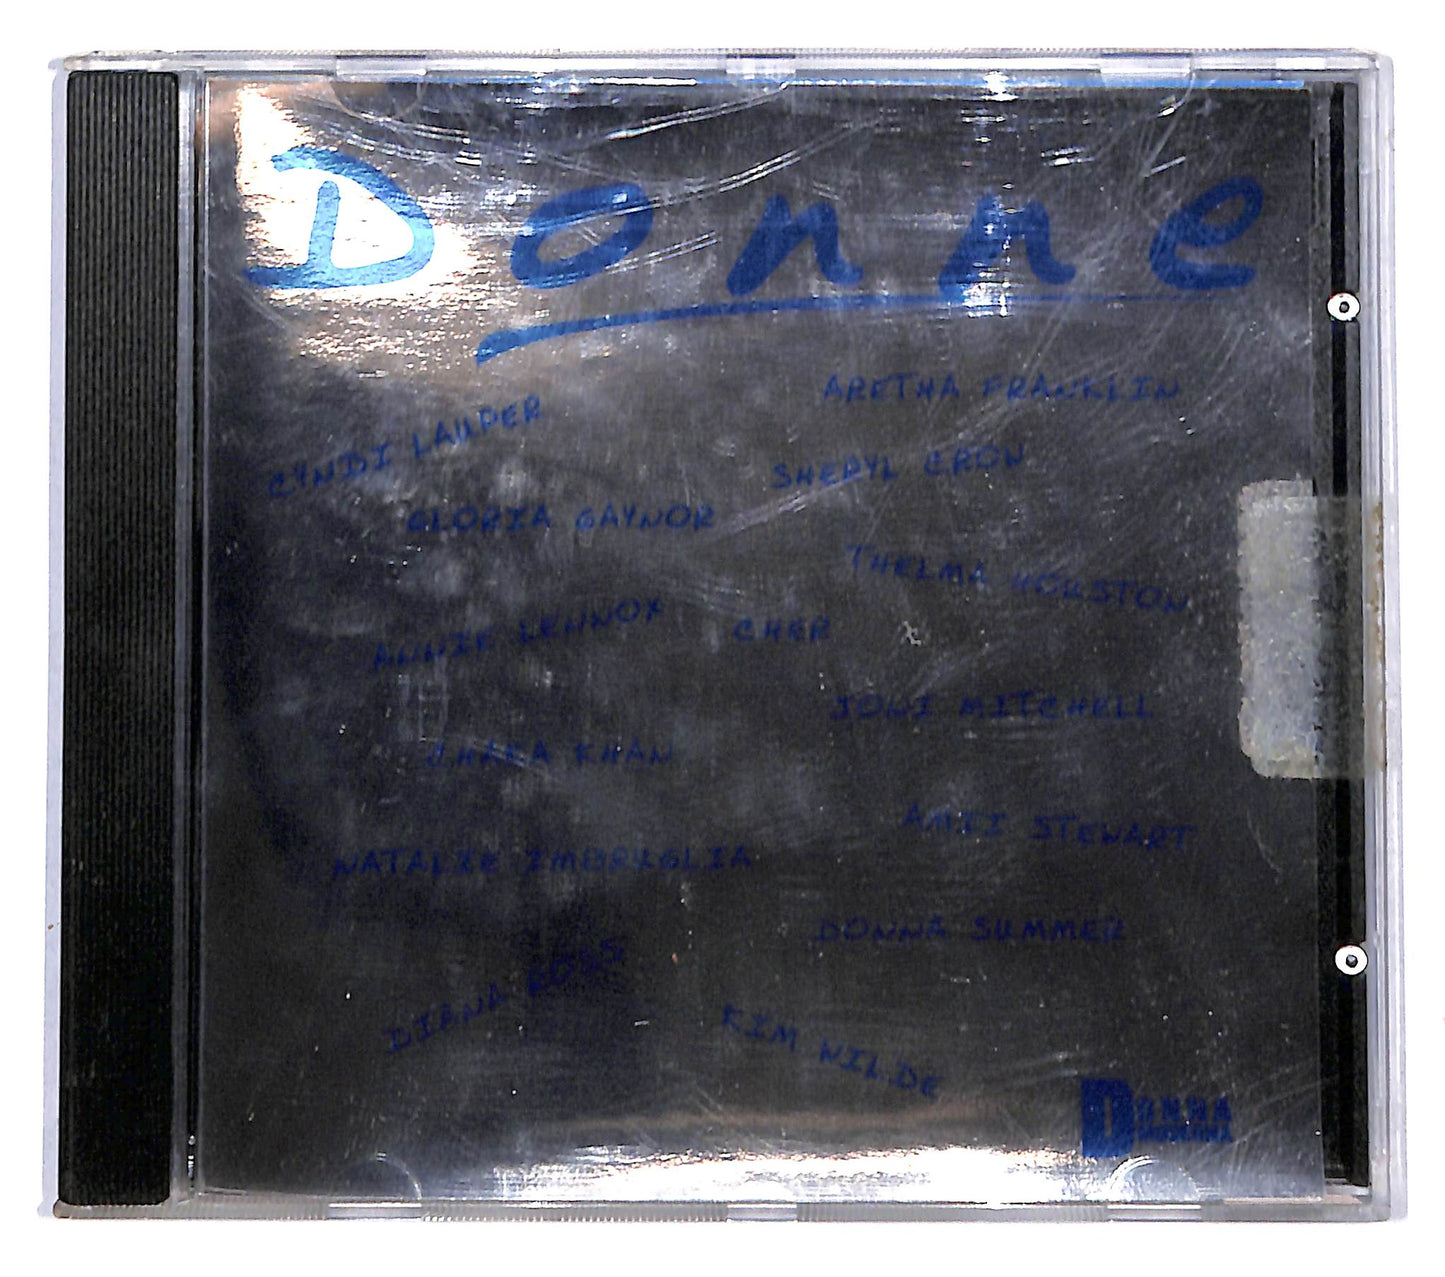 Donne
ARETHA FRANKLIN
CYNDI LAUPER
SHERYL CROW
GLORIA GAYNOR
THELMA HOUSTON
ANNIE LENNOX
CHER
JONI MITCHELL
CHAKA KHAN
AMII STEWART
NATALIE IMBRUGLIA
DONNA SUMMER
DIANA ROSS
KIM WILDE
DONNA
MODERNA